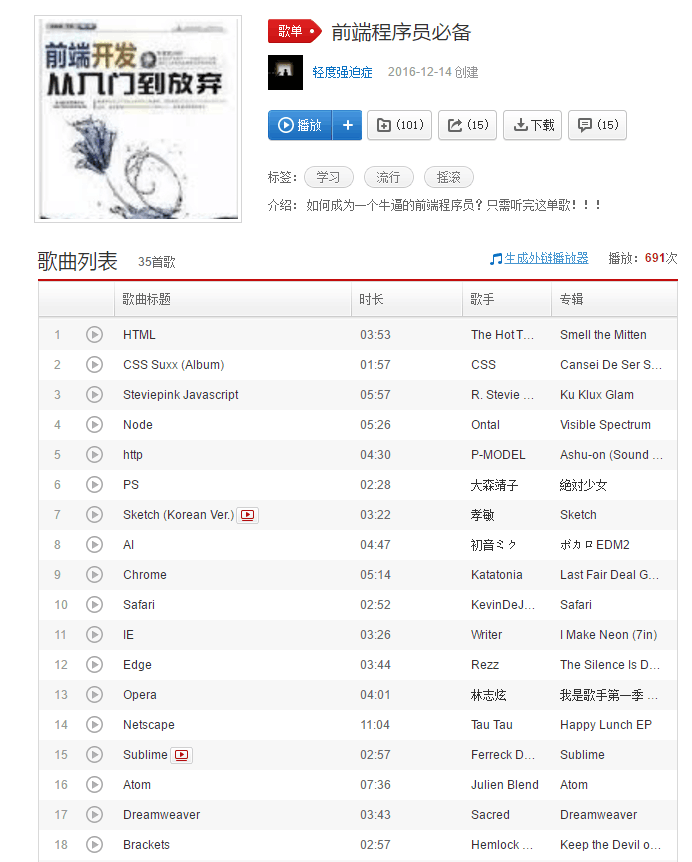 前端开发
从入门到放弃
歌单 前端程序员必备
轻度强迫症 2016-12-14 创建
播放 + (101) (15) 下载 (15)
标签： 学习 流行 摇滚
介绍： 如何成为一个牛逼的前端程序员？只需听完这单歌！！！
歌曲列表 35首歌 生成外链播放器 播放：691次
歌曲标题 时长 歌手 专辑
1 HTML 03:53 The Hot T... Smell the Mitten
2 CSS Suxx (Album) 01:57 CSS Cansei De Ser S...
3 Steviepink Javascript 05:57 R. Stevie ... Ku Klux Glam
4 Node 05:26 Ontal Visible Spectrum
5 http 04:30 P-MODEL Ashu-on (Sound ...
6 PS 02:28 大森靖子 絶対少女
7 Sketch (Korean Ver.) 03:22 孝敏 Sketch
8 AI 04:47 初音ミク ボカロEDM2
9 Chrome 05:14 Katatonia Last Fair Deal G...
10 Safari 02:52 KevinDeJ... Safari
11 IE 03:26 Writer I Make Neon (7in)
12 Edge 03:44 Rezz The Silence Is D...
13 Opera 04:01 林志炫 我是歌手第一季 ...
14 Netscape 11:04 Tau Tau Happy Lunch EP
15 Sublime 02:57 Ferreck D... Sublime
16 Atom 07:36 Julien Blend Atom
17 Dreamweaver 03:43 Sacred Dreamweaver
18 Brackets 02:57 Hemlock ... Keep the Devil o...